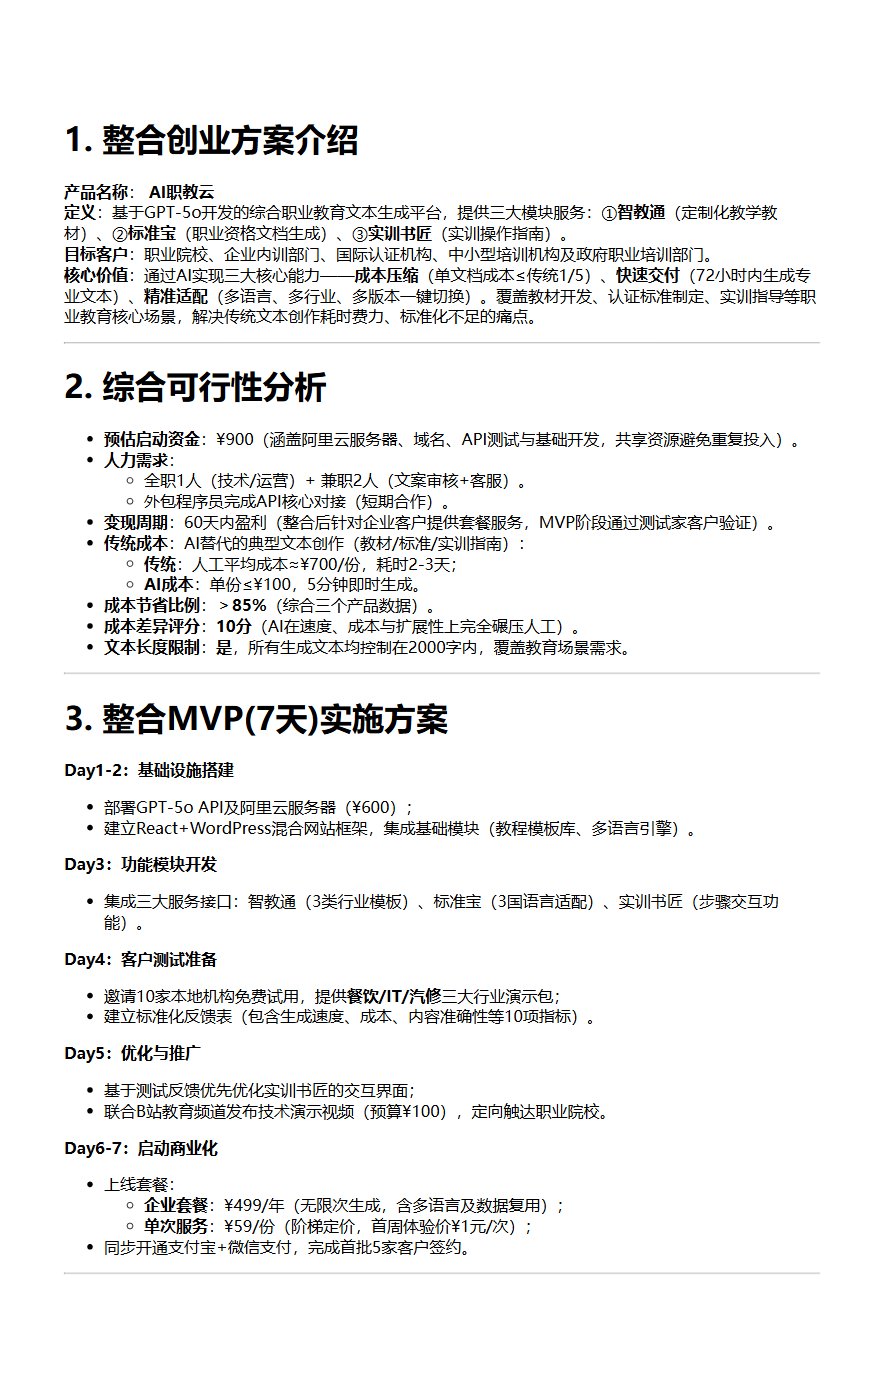 1. 整合创业方案介绍
产品名称： AI职教云
定义：基于GPT-5o开发的综合职业教育文本生成平台，提供三大模块服务：①智教通（定制化教学教
材）、②标准宝（职业资格文档生成）、③实训书匠（实训操作指南）。
目标客户：职业院校、企业内训部门、国际认证机构、中小型培训机构及政府职业培训部门。
核心价值：通过AI实现三大核心能力——成本压缩（单文档成本≤传统1/5）、快速交付（72小时内生成专
业文本）、精准适配（多语言、多行业、多版本一键切换）。覆盖教材开发、认证标准制定、实训指导等职
业教育核心场景，解决传统文本创作耗时费力、标准化不足的痛点。
2. 综合可行性分析
• 预估启动资金：¥900（涵盖阿里云服务器、域名、API测试与基础开发，共享资源避免重复投入）。
• 人力需求：
◦ 全职1人（技术/运营）+ 兼职2人（文案审核+客服）。
◦ 外包程序员完成API核心对接（短期合作）。
• 变现周期：60天内盈利（整合后针对企业客户提供套餐服务，MVP阶段通过测试家客户验证）。
• 传统成本：AI替代的典型文本创作（教材/标准/实训指南）：
◦ 传统：人工平均成本≈¥700/份，耗时2-3天；
◦ AI成本：单份≤¥100，5分钟即时生成。
• 成本节省比例：＞85%（综合三个产品数据）。
• 成本差异评分：10分（AI在速度、成本与扩展性上完全碾压人工）。
• 文本长度限制：是，所有生成文本均控制在2000字内，覆盖教育场景需求。
3. 整合MVP(7天)实施方案
Day1-2：基础设施搭建
• 部署GPT-5o API及阿里云服务器（¥600）；
• 建立React+WordPress混合网站框架，集成基础模块（教程模板库、多语言引擎）。
Day3：功能模块开发
• 集成三大服务接口：智教通（3类行业模板）、标准宝（3国语言适配）、实训书匠（步骤交互功
能）。
Day4：客户测试准备
• 邀请10家本地机构免费试用，提供餐饮/IT/汽修三大行业演示包；
• 建立标准化反馈表（包含生成速度、成本、内容准确性等10项指标）。
Day5：优化与推广
• 基于测试反馈优先优化实训书匠的交互界面；
• 联合B站教育频道发布技术演示视频（预算¥100），定向触达职业院校。
Day6-7：启动商业化
• 上线套餐：
◦ 企业套餐：¥499/年（无限次生成，含多语言及数据复用）；
◦ 单次服务：¥59/份（阶梯定价，首周体验价¥1元/次）；
• 同步开通支付宝+微信支付，完成首批5家客户签约。